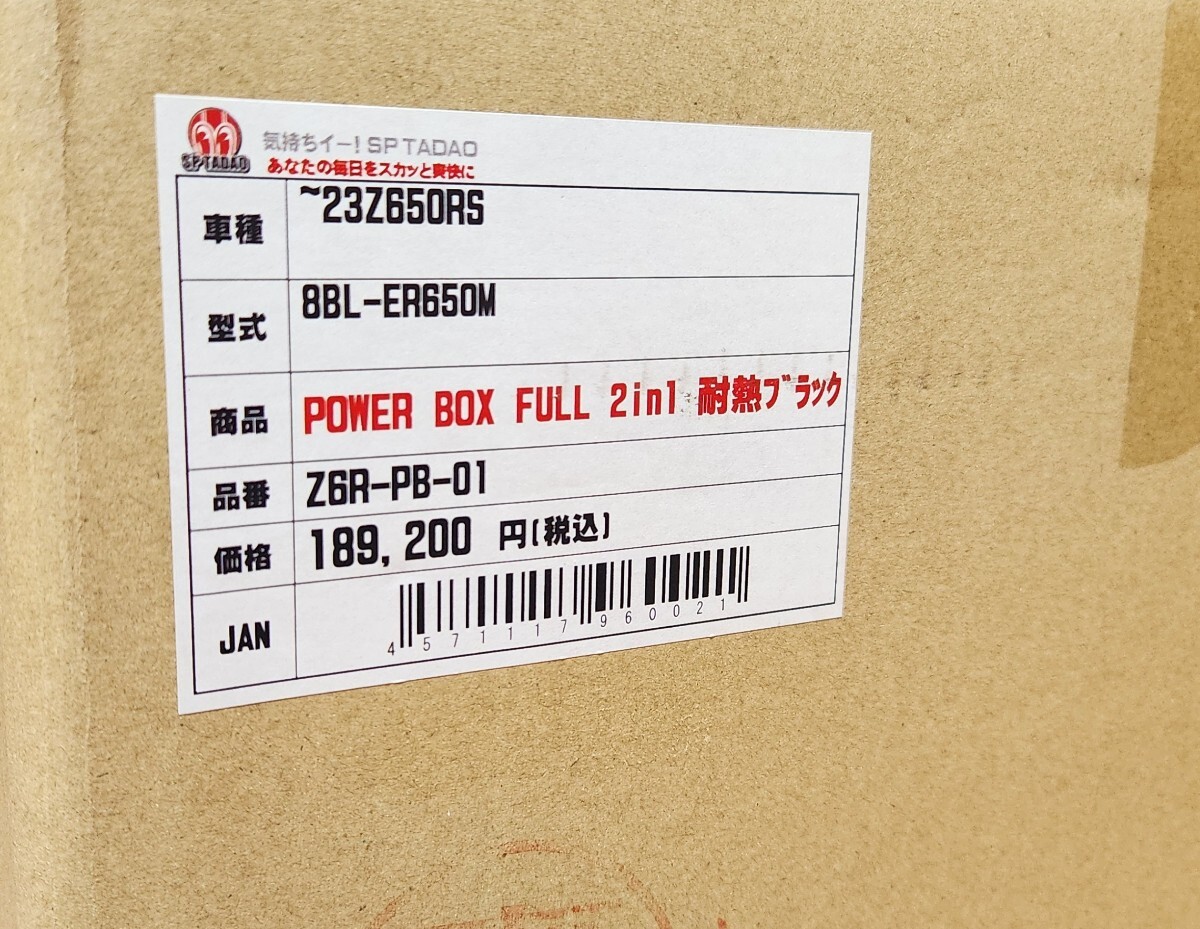 SP TADAO
気持ちイー! SP TADAO
あなたの毎日をスカッと爽快に
車種 ~23Z650RS
型式 8BL-ER650M
商品 POWER BOX FULL 2in1 耐熱ブラック
品番 Z6R-PB-01
価格 189,200 円(税込)
JAN 4571117960021